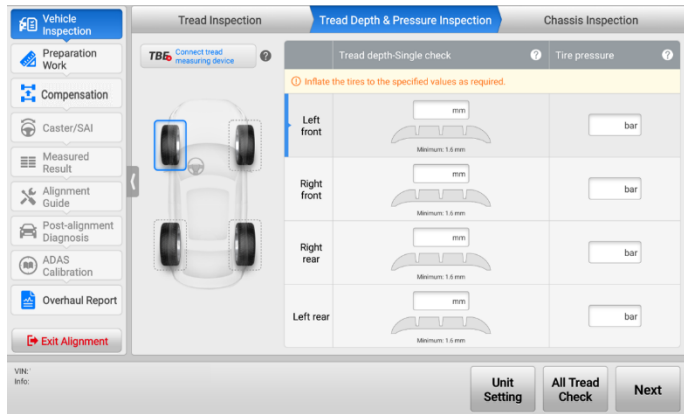 Vehicle
Inspection
Preparation
Work
Compensation
Caster/SAI
Measured
Result
Alignment
Guide
Post-alignment
Diagnosis
ADAS
Calibration
Overhaul Report
Exit Alignment
Tread Inspection
Tread Depth & Pressure Inspection
Chassis Inspection
Connect tread
measuring device
Tread depth-Single check
Tire pressure
Inflate the tires to the specified values as required.
Left
front
mm
Minimum: 1.6 mm
bar
Right
front
mm
Minimum: 1.6 mm
bar
Right
rear
mm
Minimum: 1.6 mm
bar
Left rear
mm
Minimum: 1.6 mm
bar
VIN:
Info:
Unit
Setting
All Tread
Check
Next